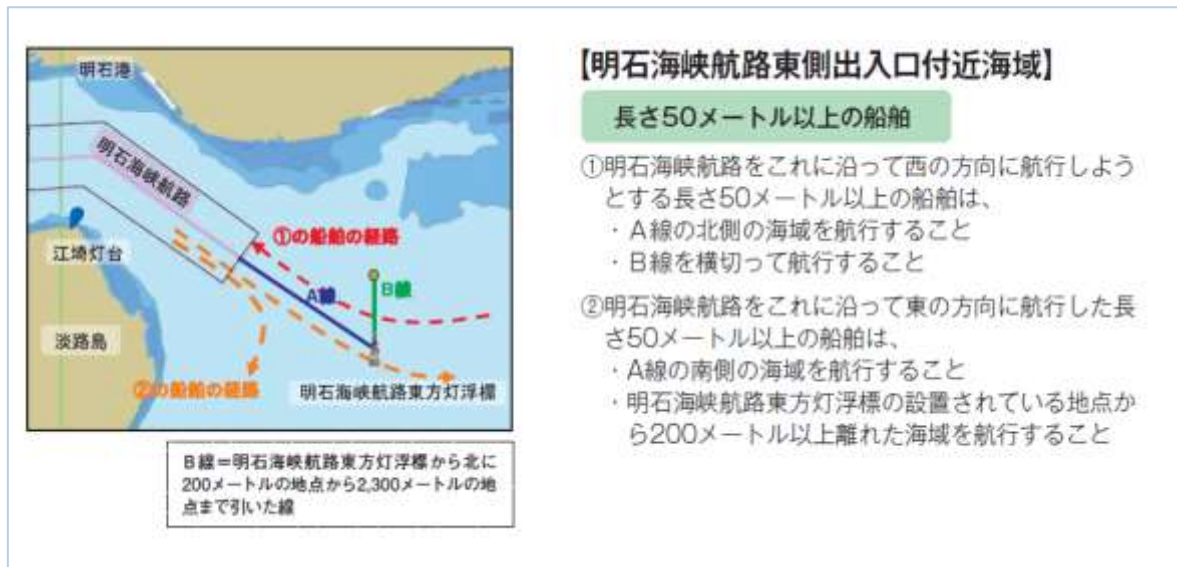 明石港
明石海峡航路
江埼灯台
淡路島
①の船舶の経路
A線
B線
②の船舶の経路
明石海峡航路東方灯浮標
B線=明石海峡航路東方灯浮標から北に
200メートルの地点から2,300メートルの地
点まで引いた線
【明石海峡航路東側出入口付近海域】
長さ50メートル以上の船舶
①明石海峡航路をこれに沿って西の方向に航行しよう
とする長さ50メートル以上の船舶は、
・A線の北側の海域を航行すること
・B線を横切って航行すること
②明石海峡航路をこれに沿って東の方向に航行した長
さ50メートル以上の船舶は、
・A線の南側の海域を航行すること
・明石海峡航路東方灯浮標の設置されている地点か
ら200メートル以上離れた海域を航行すること